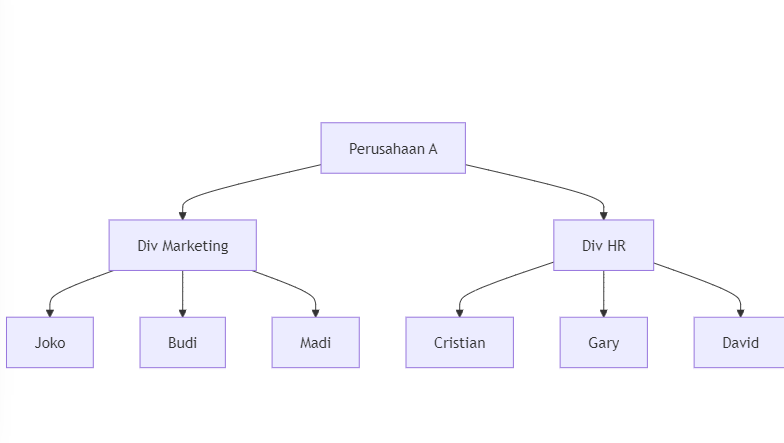 Perusahaan A
Div Marketing
Div HR
Joko
Budi
Madi
Cristian
Gary
David